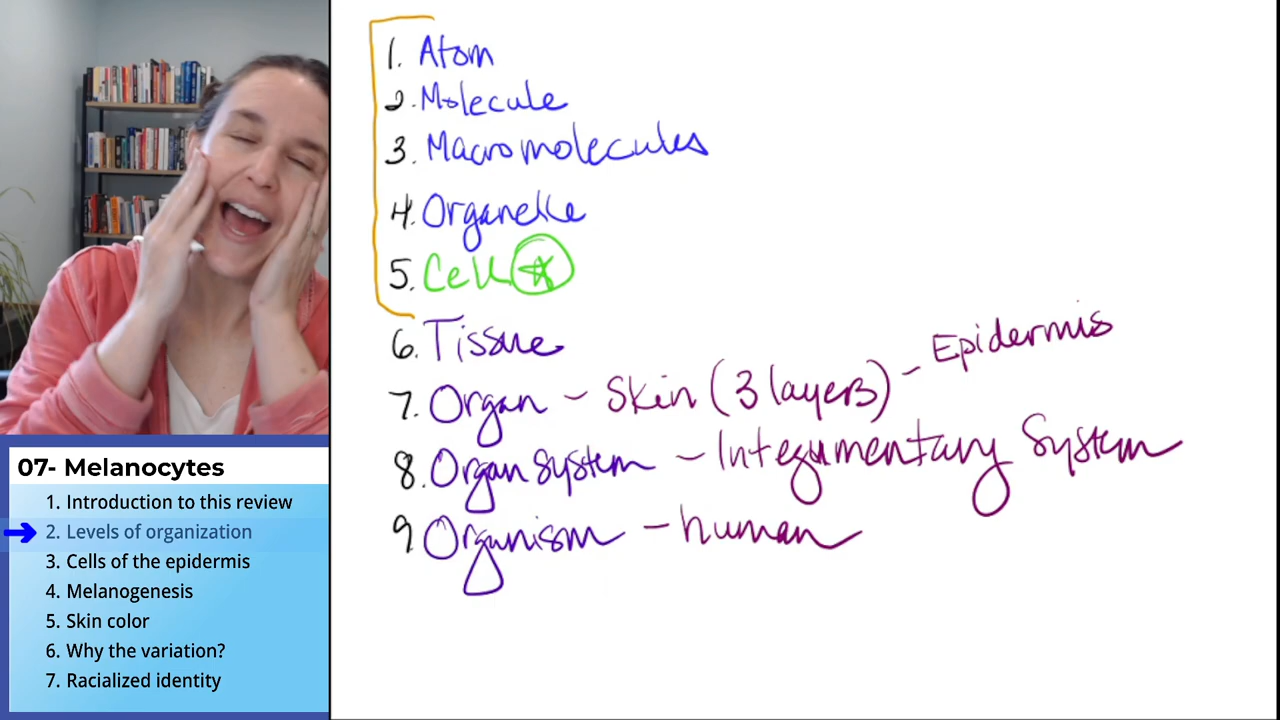 1. Atom
2. Molecule
3. Macromolecules
4. Organelle
5. Cell
6. Tissue
7. Organ - Skin (3 layers) - Epidermis
8. Organ System - Integumentary System
9 Organism - human
07- Melanocytes
1. Introduction to this review
2. Levels of organization
3. Cells of the epidermis
4. Melanogenesis
5. Skin color
6. Why the variation?
7. Racialized identity